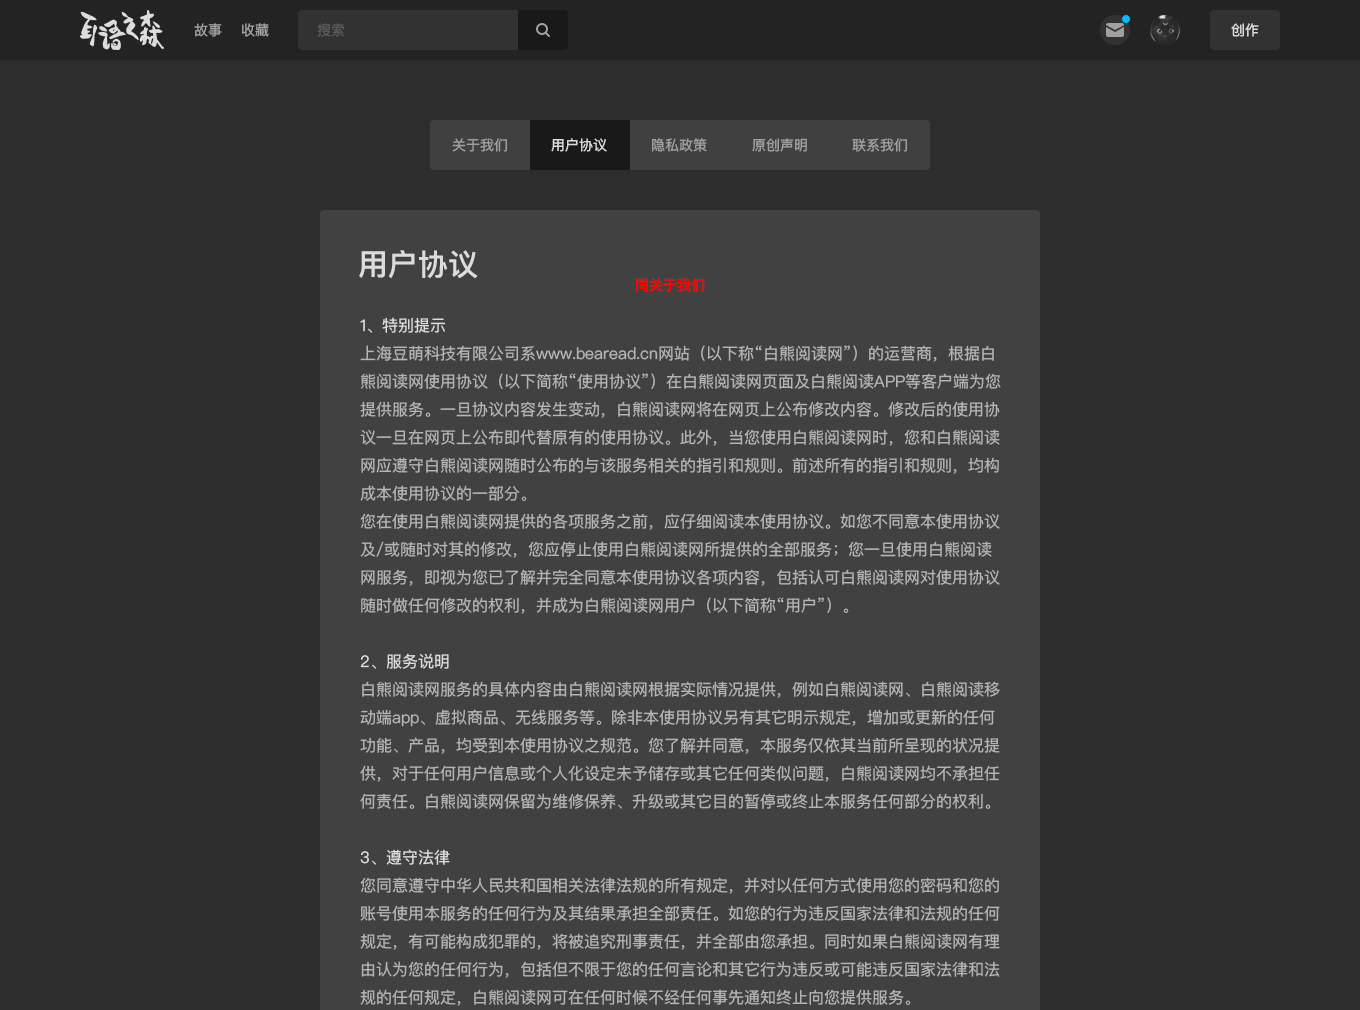 耳语之森
故事
收藏
搜索
创作
关于我们
用户协议
隐私政策
原创声明
联系我们
用户协议
同关于我们
1、特别提示
上海豆萌科技有限公司系www.bearead.cn网站（以下称“白熊阅读网”）的运营商，根据白
熊阅读网使用协议（以下简称“使用协议”）在白熊阅读网页面及白熊阅读APP等客户端为您
提供服务。一旦协议内容发生变动，白熊阅读网将在网页上公布修改内容。修改后的使用协
议一旦在网页上公布即代替原有的使用协议。此外，当您使用白熊阅读网时，您和白熊阅读
网应遵守白熊阅读网随时公布的与该服务相关的指引和规则。前述所有的指引和规则，均构
成本使用协议的一部分。
您在使用白熊阅读网提供的各项服务之前，应仔细阅读本使用协议。如您不同意本使用协议
及/或随时对其的修改，您应停止使用白熊阅读网所提供的全部服务；您一旦使用白熊阅读
网服务，即视为您已了解并完全同意本使用协议各项内容，包括认可白熊阅读网对使用协议
随时做任何修改的权利，并成为白熊阅读网用户（以下简称“用户”）。
2、服务说明
白熊阅读网服务的具体内容由白熊阅读网根据实际情况提供，例如白熊阅读网、白熊阅读移
动端app、虚拟商品、无线服务等。除非本使用协议另有其它明示规定，增加或更新的任何
功能、产品，均受到本使用协议之规范。您了解并同意，本服务仅依其当前所呈现的状况提
供，对于任何用户信息或个人化设定未予储存或其它任何类似问题，白熊阅读网均不承担任
何责任。白熊阅读网保留为维修保养、升级或其它目的暂停或终止本服务任何部分的权利。
3、遵守法律
您同意遵守中华人民共和国相关法律法规的所有规定，并对以任何方式使用您的密码和您的
账号使用本服务的任何行为及其结果承担全部责任。如您的行为违反国家法律和法规的任何
规定，有可能构成犯罪的，将被追究刑事责任，并全部由您承担。同时如果白熊阅读网有理
由认为您的任何行为，包括但不限于您的任何言论和其它行为违反或可能违反国家法律和法
规的任何规定，白熊阅读网可在任何时候不经任何事先通知终止向您提供服务。